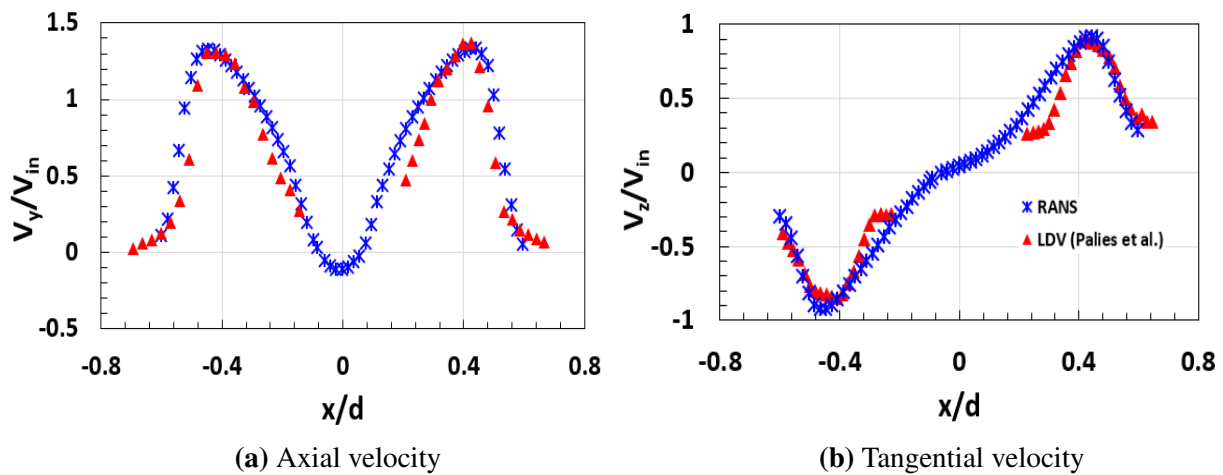 1.5
1
0.5
0
-0.5
-0.8
-0.4
0
0.4
0.8
V_y/V_in
x/d
(a) Axial velocity
1
0.5
0
-0.5
-1
-0.8
-0.4
0
0.4
0.8
V_z/V_in
x/d
RANS
LDV (Palies et al.)
(b) Tangential velocity